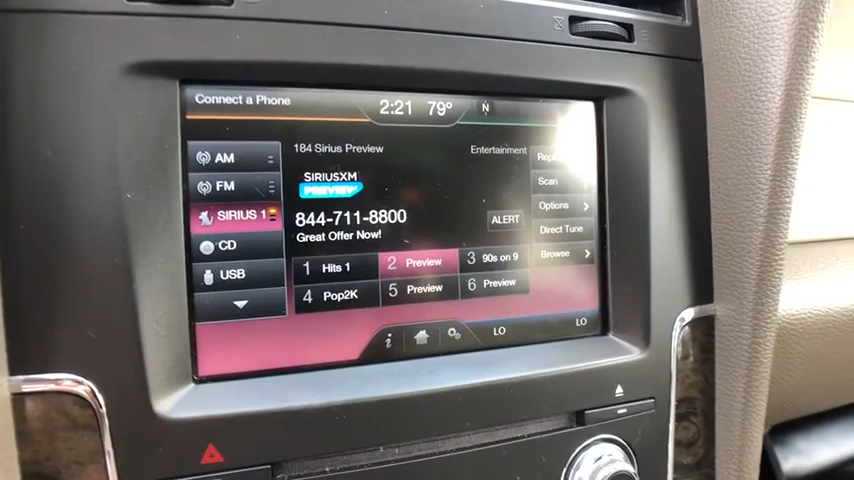 Connect a Phone
2:21 79° N
184 Sirius Preview
Entertainment
AM
FM
SIRIUS 1
CD
USB
SIRIUSXM
PREVIEW
844-711-8800
Great Offer Now!
ALERT
1 Hits 1
2 Preview
3 90s on 9
4 Pop2K
5 Preview
6 Preview
Scan
Options
Direct Tune
Browse
LO
LO